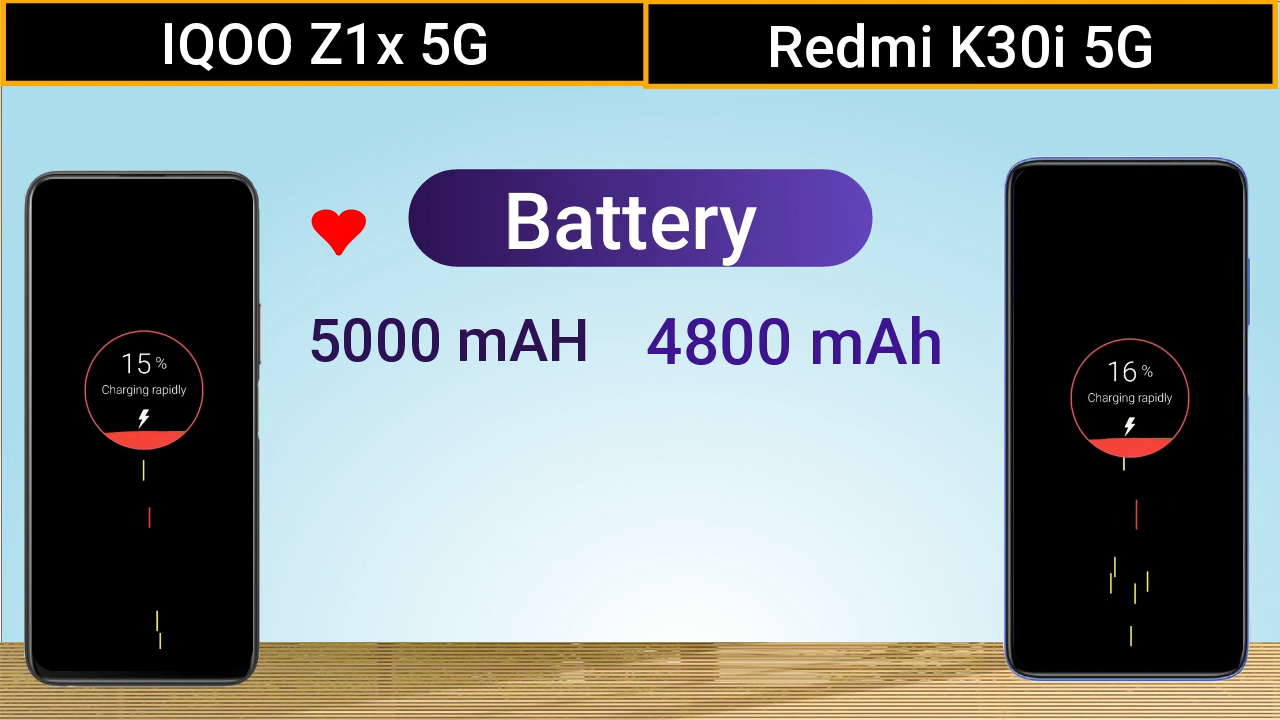 IQOO Z1x 5G
Redmi K30i 5G
Battery
5000 mAH
4800 mAh
15 %
Charging rapidly
16 %
Charging rapidly